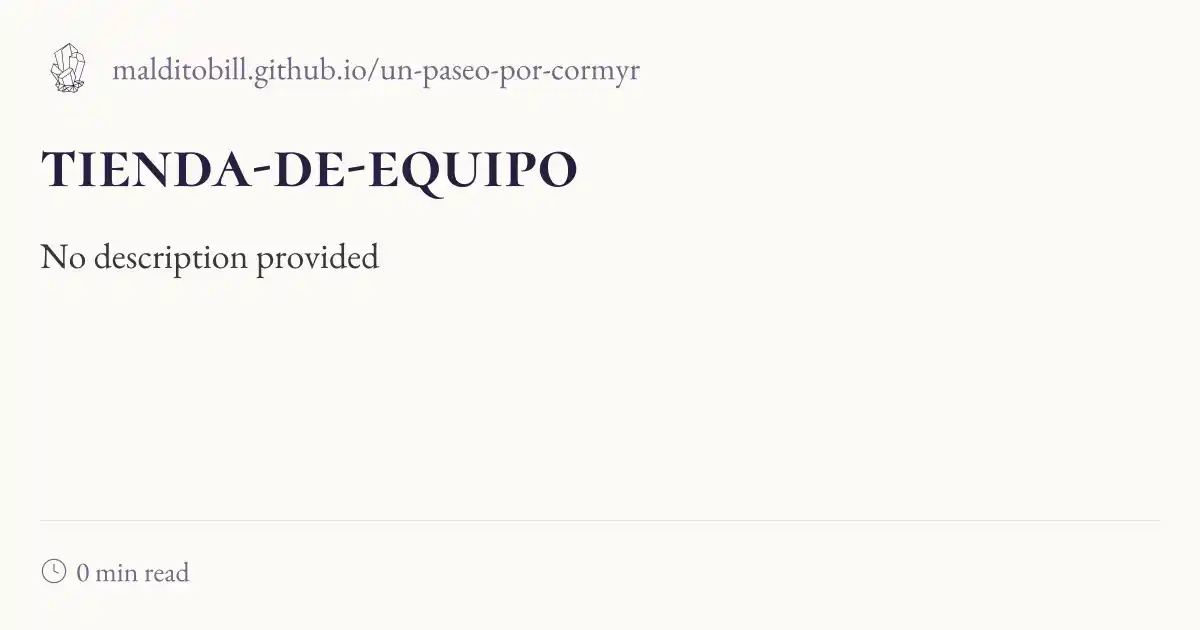 malditobill.github.io/un-paseo-por-cormyr
TIENDA-DE-EQUIPO
No description provided
0 min read